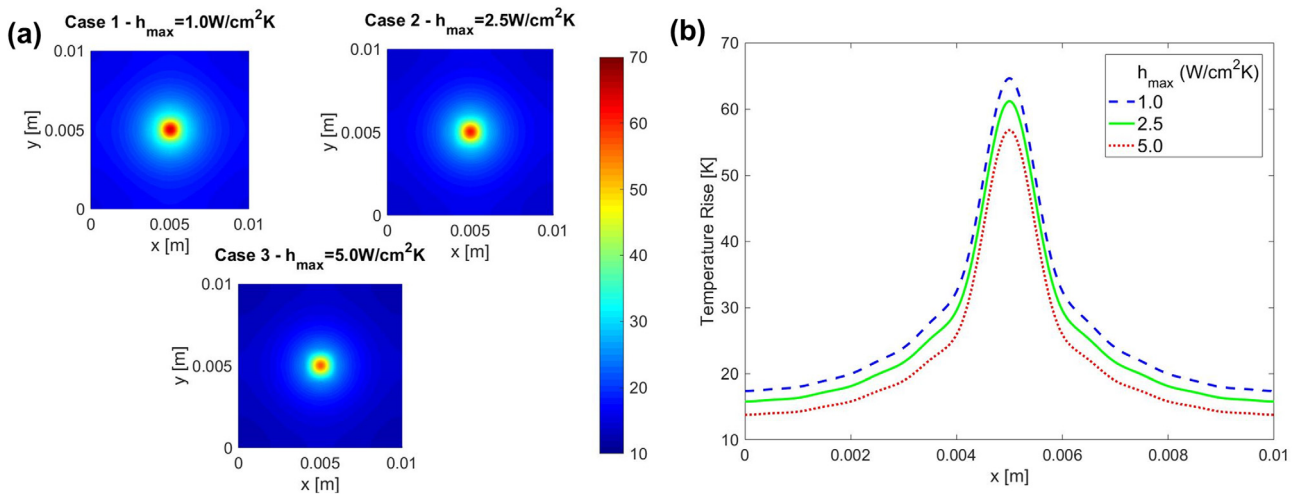 (a)
Case 1 - h_max=1.0W/cm²K
0.01
y [m]
0.005
0
0
0.005
0.01
x [m]
Case 2 - h_max=2.5W/cm²K
0.01
y [m]
0.005
0
0
0.005
0.01
x [m]
Case 3 - h_max=5.0W/cm²K
0.01
y [m]
0.005
0
0
0.005
0.01
x [m]
70
60
50
40
30
20
10
(b)
70
60
50
40
30
20
10
Temperature Rise [K]
h_max (W/cm²K)
1.0
2.5
5.0
0
0.002
0.004
0.006
0.008
0.01
x [m]